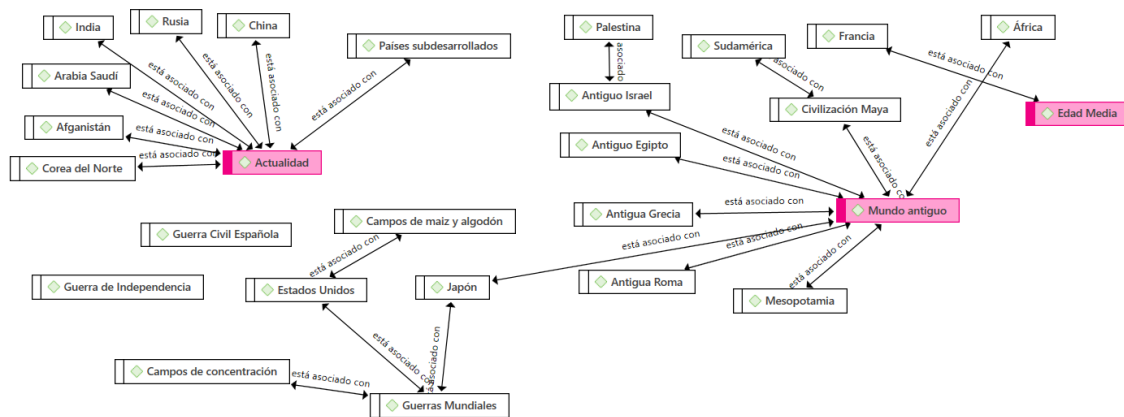 India
Rusia
China
Países subdesarrollados
Arabia Saudí
Afganistán
Corea del Norte
Actualidad
está asociado con
está asociado con
está asociado con
está asociado con
está asociado con
está asociado con
está asociado con
Palestina
Sudamérica
Francia
África
Antiguo Israel
Civilización Maya
Edad Media
Antiguo Egipto
Antigua Grecia
Mundo antiguo
Antigua Roma
Mesopotamia
asociado
asociado con
está asociado con
está asociado con
está asociado con
está asociado con
está asociado con
está asociado con
está asociado con
está asociado con
está asociado con
Campos de maiz y algodón
Guerra Civil Española
Guerra de Independencia
Estados Unidos
Japón
Campos de concentración
Guerras Mundiales
está asociado con
está asociado con
está asociado con
está asociado con